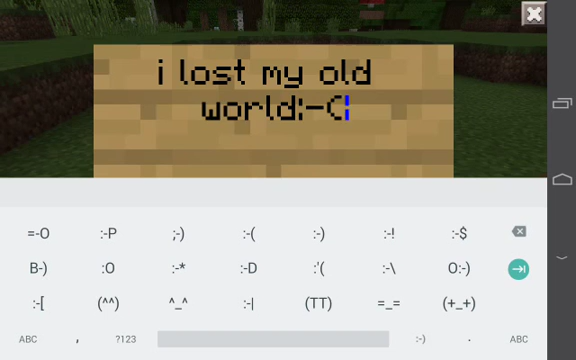 i lost my old
world:-(
=-O :-P ;-) :-( :-) :-! :-$
B-) :O :-* :-D :'( :-\ O:-)
:-[ (^^) ^_^ :-| (TT) =_= (+_+)
ABC , ?123 :-) . ABC